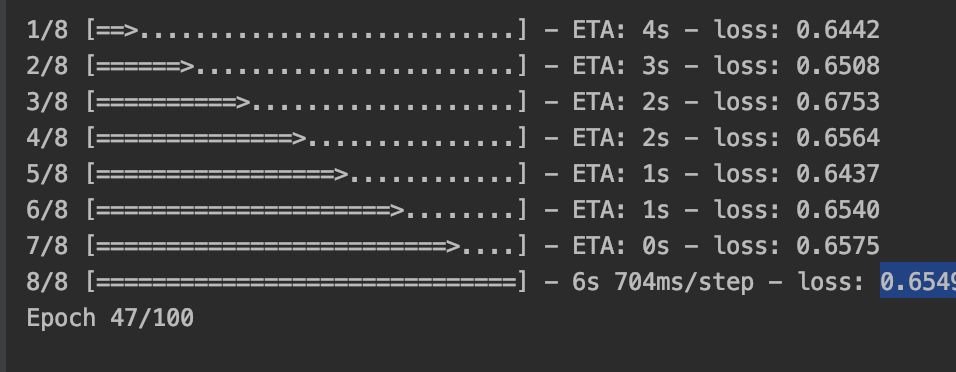 1/8 [==>...........................] - ETA: 4s - loss: 0.6442
2/8 [======>.......................] - ETA: 3s - loss: 0.6508
3/8 [==========>...................] - ETA: 2s - loss: 0.6753
4/8 [==============>...............] - ETA: 2s - loss: 0.6564
5/8 [=================>............] - ETA: 1s - loss: 0.6437
6/8 [=====================>........] - ETA: 1s - loss: 0.6540
7/8 [=========================>....] - ETA: 0s - loss: 0.6575
8/8 [==============================] - 6s 704ms/step - loss: 0.6549
Epoch 47/100